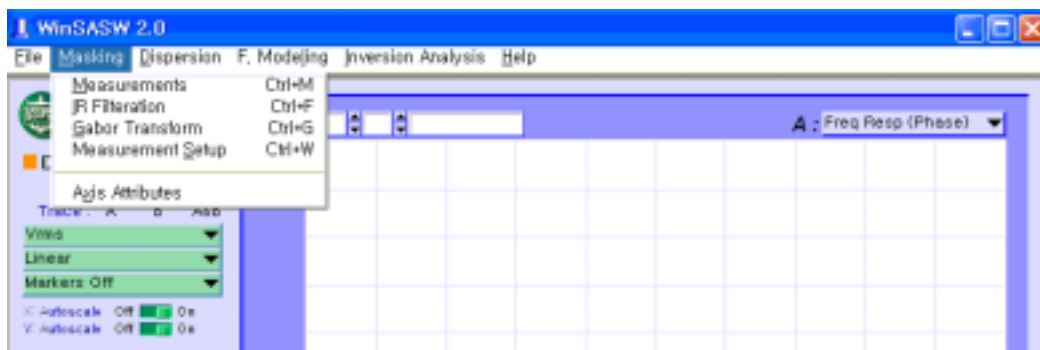 WinSASW 2.0
File Masking Dispersion F. Modeling Inversion Analysis Help
Measurements Ctrl+M
IR Filteration Ctrl+F
Gabor Transform Ctrl+G
Measurement Setup Ctrl+W
Axis Attributes
A : Freq Resp (Phase)
Trace : A B A&B
Vrms
Linear
Markers Off
X: Autoscale Off On
Y: Autoscale Off On